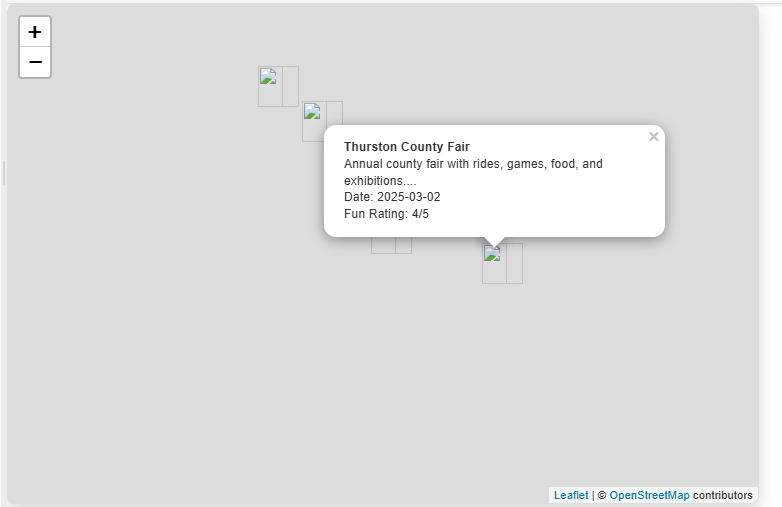 +
−
×
Thurston County Fair
Annual county fair with rides, games, food, and
exhibitions....
Date: 2025-03-02
Fun Rating: 4/5
Leaflet | © OpenStreetMap contributors